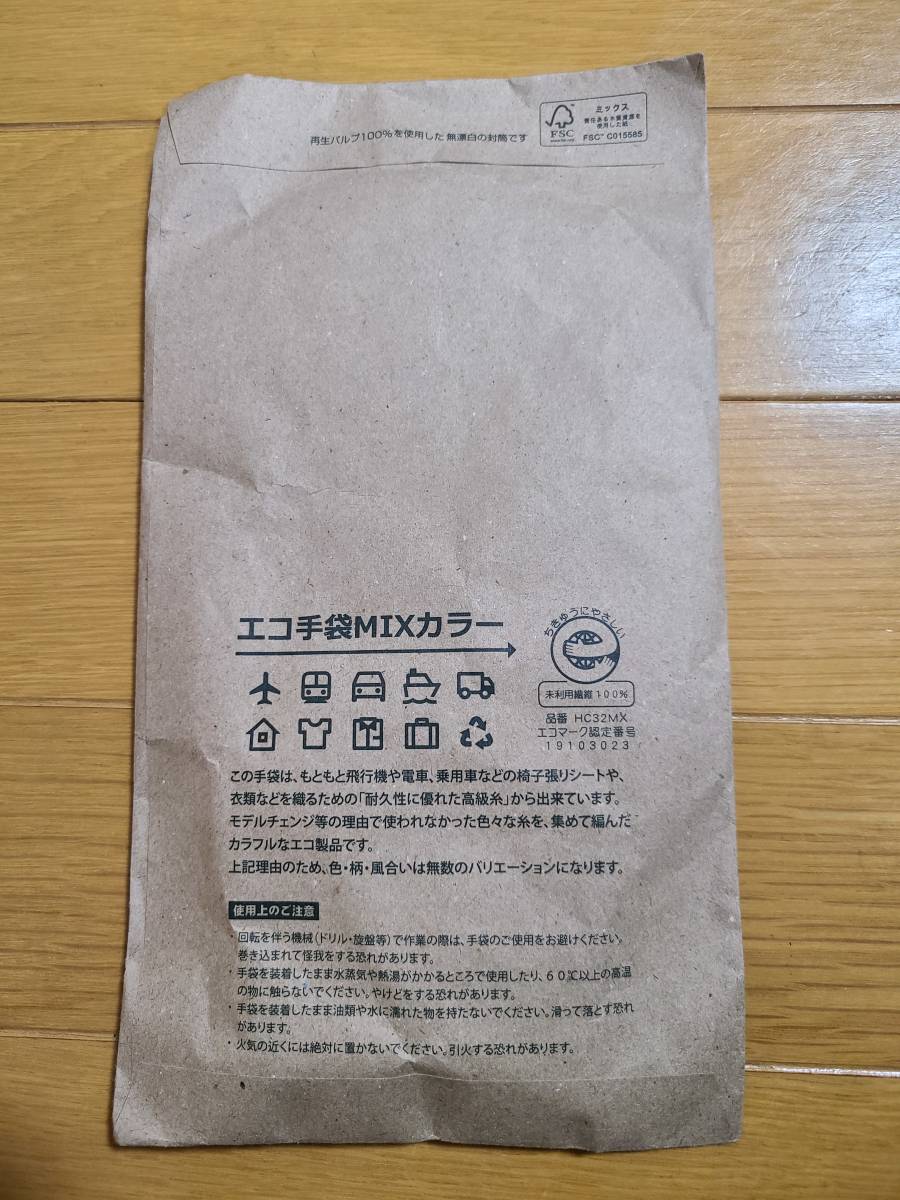 再生パルプ100%を使用した 無漂白の封筒です
FSC
ミックス
責任ある木質資源を
使用した紙
FSC™ C015585
エコ手袋MIXカラー
ちきゅうにやさしい
未利用繊維100%
品番 HC32MX
エコマーク認定番号
19103023
この手袋は、もともと飛行機や電車、乗用車などの椅子張りシートや、
衣類などを織るための「耐久性に優れた高級糸」から出来ています。
モデルチェンジ等の理由で使われなかった色々な糸を、集めて編んだ
カラフルなエコ製品です。
上記理由のため、色・柄・風合いは無数のバリエーションになります。
使用上のご注意
・回転を伴う機械(ドリル・旋盤等)で作業の際は、手袋のご使用をお避けください。
巻き込まれて怪我をする恐れがあります。
・手袋を装着したまま水蒸気や熱湯がかかるところで使用したり、60℃以上の高温
の物に触らないでください。やけどをする恐れがあります。
・手袋を装着したまま油類や水に濡れた物を持たないでください。滑って落とす恐れ
があります。
・火気の近くには絶対に置かないでください。引火する恐れがあります。